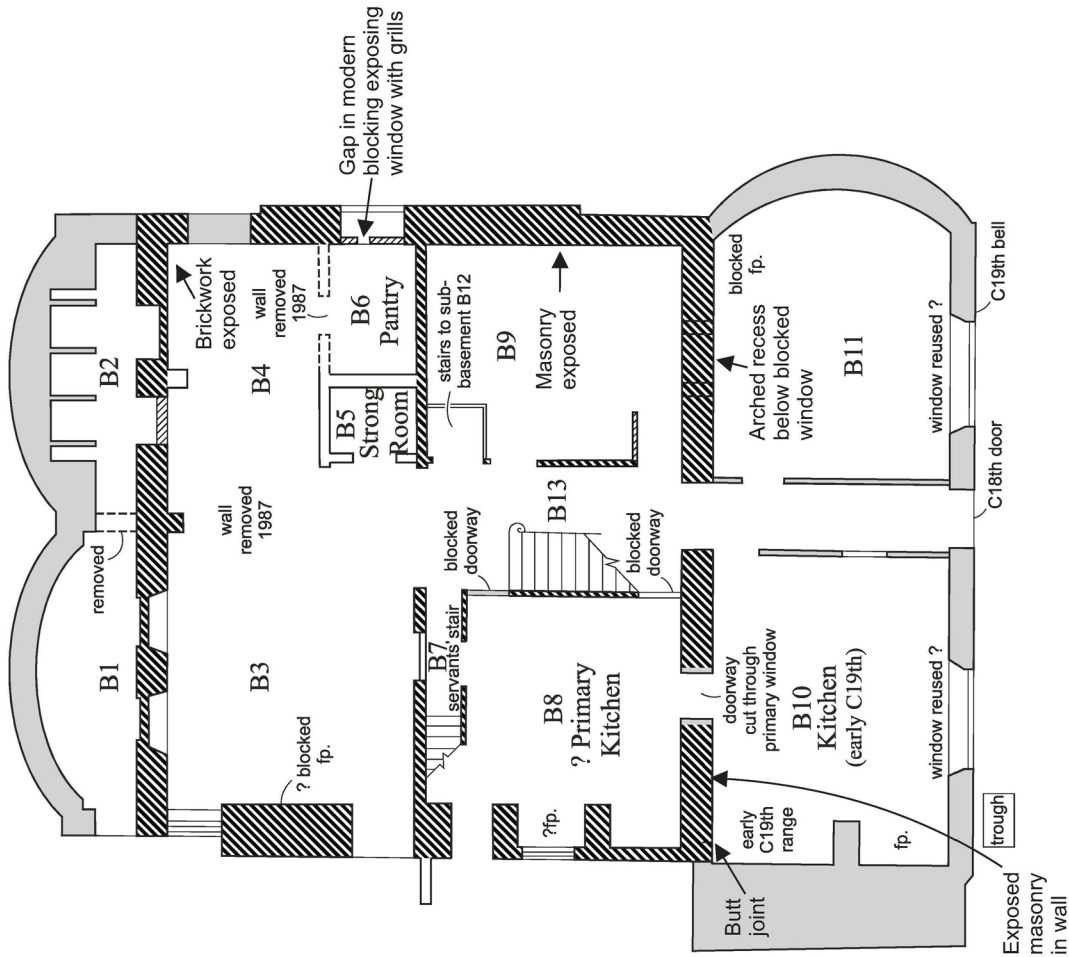 Gap in modern
blocking exposing
window with grills
B2
Brickwork
exposed
B4
wall
removed
1987
B6
Pantry
B5
Strong
Room
stairs to sub-
basement B12
B9
Masonry
exposed
blocked
fp.
Arched recess
below blocked
window
B11
window reused ?
C19th bell
C18th door
removed
wall
removed
1987
B1
B3
? blocked
fp.
B7
servants' stair
blocked
doorway
B13
blocked
doorway
B8
? Primary
Kitchen
?fp.
doorway
cut through
primary window
B10
Kitchen
(early C19th)
window reused ?
early
C19th
range
fp.
trough
Butt
joint
Exposed
masonry
in wall